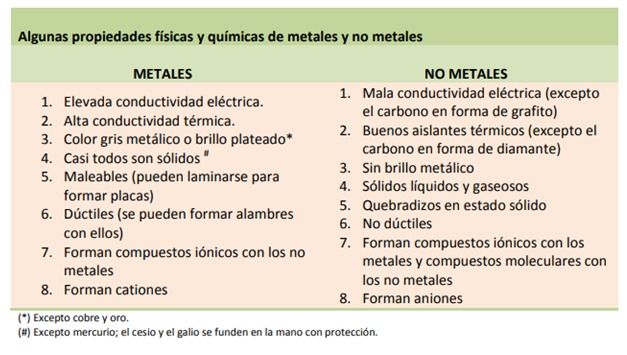 Algunas propiedades físicas y químicas de metales y no metales
METALES
1. Elevada conductividad eléctrica.
2. Alta conductividad térmica.
3. Color gris metálico o brillo plateado*
4. Casi todos son sólidos #
5. Maleables (pueden laminarse para
formar placas)
6. Dúctiles (se pueden formar alambres
con ellos)
7. Forman compuestos iónicos con los no
metales
8. Forman cationes
NO METALES
1. Mala conductividad eléctrica (excepto
el carbono en forma de grafito)
2. Buenos aislantes térmicos (excepto el
carbono en forma de diamante)
3. Sin brillo metálico
4. Sólidos líquidos y gaseosos
5. Quebradizos en estado sólido
6. No dúctiles
7. Forman compuestos iónicos con los
metales y compuestos moleculares con
los no metales
8. Forman aniones
(*) Excepto cobre y oro.
(#) Excepto mercurio; el cesio y el galio se funden en la mano con protección.